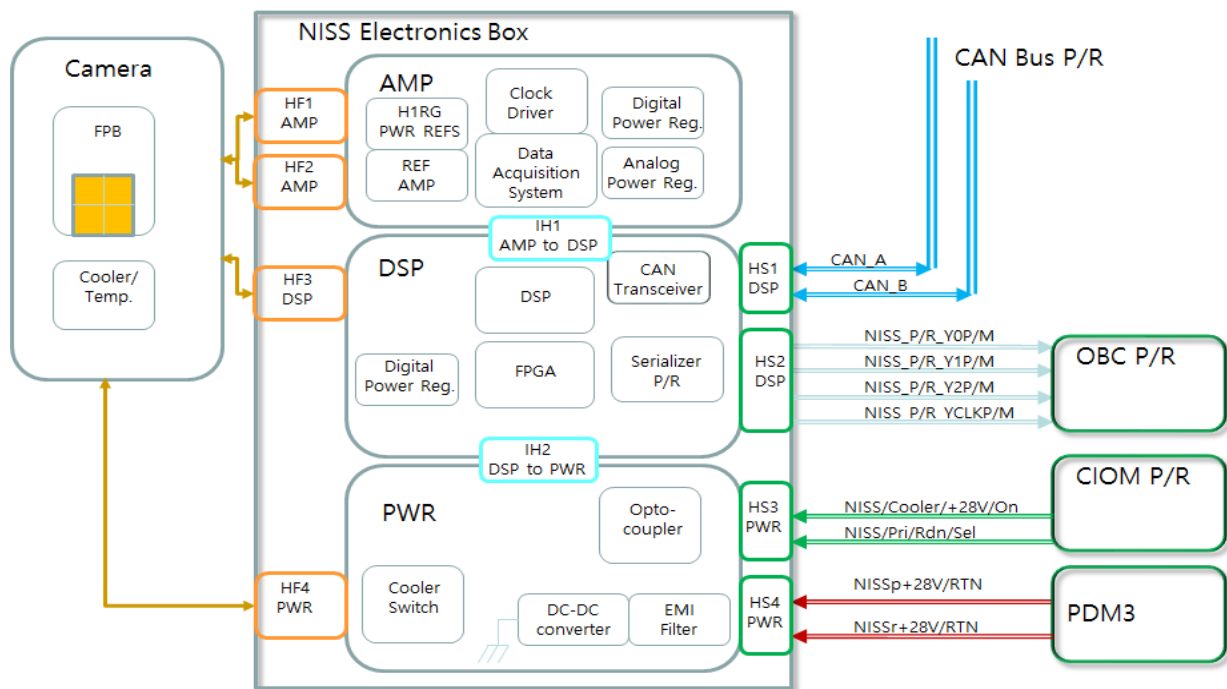 NISS Electronics Box
Camera
FPB
Cooler/
Temp.
HF1
AMP
HF2
AMP
HF3
DSP
HF4
PWR
AMP
H1RG
PWR REFS
Clock
Driver
Digital
Power Reg.
REF
AMP
Data
Acquisition
System
Analog
Power Reg.
IH1
AMP to DSP
DSP
DSP
CAN
Transceiver
Digital
Power Reg.
FPGA
Serializer
P/R
IH2
DSP to PWR
PWR
Opto-
coupler
Cooler
Switch
DC-DC
converter
EMI
Filter
HS1
DSP
HS2
DSP
HS3
PWR
HS4
PWR
CAN Bus P/R
CAN_A
CAN_B
NISS_P/R_Y0P/M
NISS_P/R_Y1P/M
NISS_P/R_Y2P/M
NISS_P/R_YCLKP/M
OBC P/R
NISS/Cooler/+28V/On
NISS/Pri/Rdn/Sel
CIOM P/R
NISSp+28V/RTN
NISSr+28V/RTN
PDM3